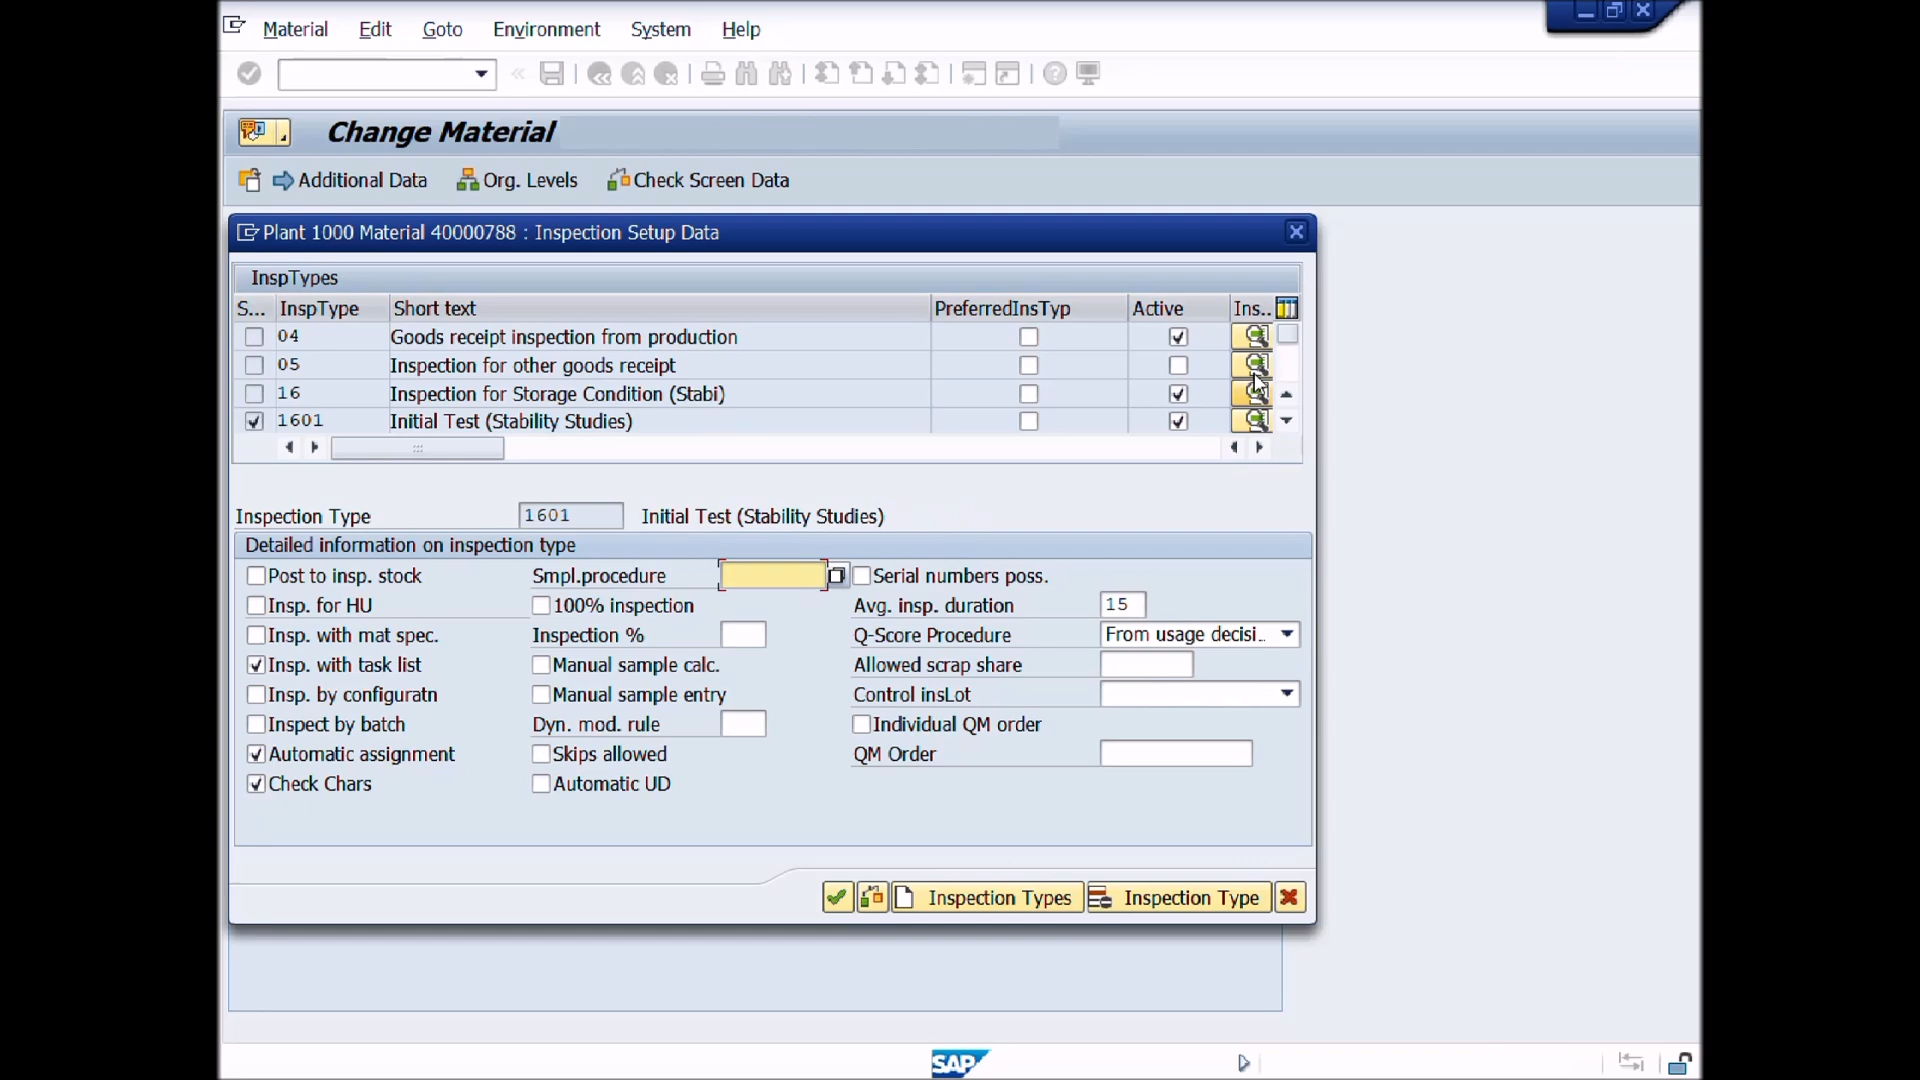 Material Edit Goto Environment System Help
Change Material
Additional Data Org. Levels Check Screen Data
Plant 1000 Material 40000788 : Inspection Setup Data
InspTypes
S... InspType Short text PreferredInsTyp Active Ins..
04 Goods receipt inspection from production
05 Inspection for other goods receipt
16 Inspection for Storage Condition (Stabi)
1601 Initial Test (Stability Studies)
Inspection Type 1601 Initial Test (Stability Studies)
Detailed information on inspection type
Post to insp. stock Smpl.procedure Serial numbers poss.
Insp. for HU 100% inspection Avg. insp. duration 15
Insp. with mat spec. Inspection % Q-Score Procedure From usage decisi..
Insp. with task list Manual sample calc. Allowed scrap share
Insp. by configuratn Manual sample entry Control insLot
Inspect by batch Dyn. mod. rule Individual QM order
Automatic assignment Skips allowed QM Order
Check Chars Automatic UD
Inspection Types Inspection Type
SAP